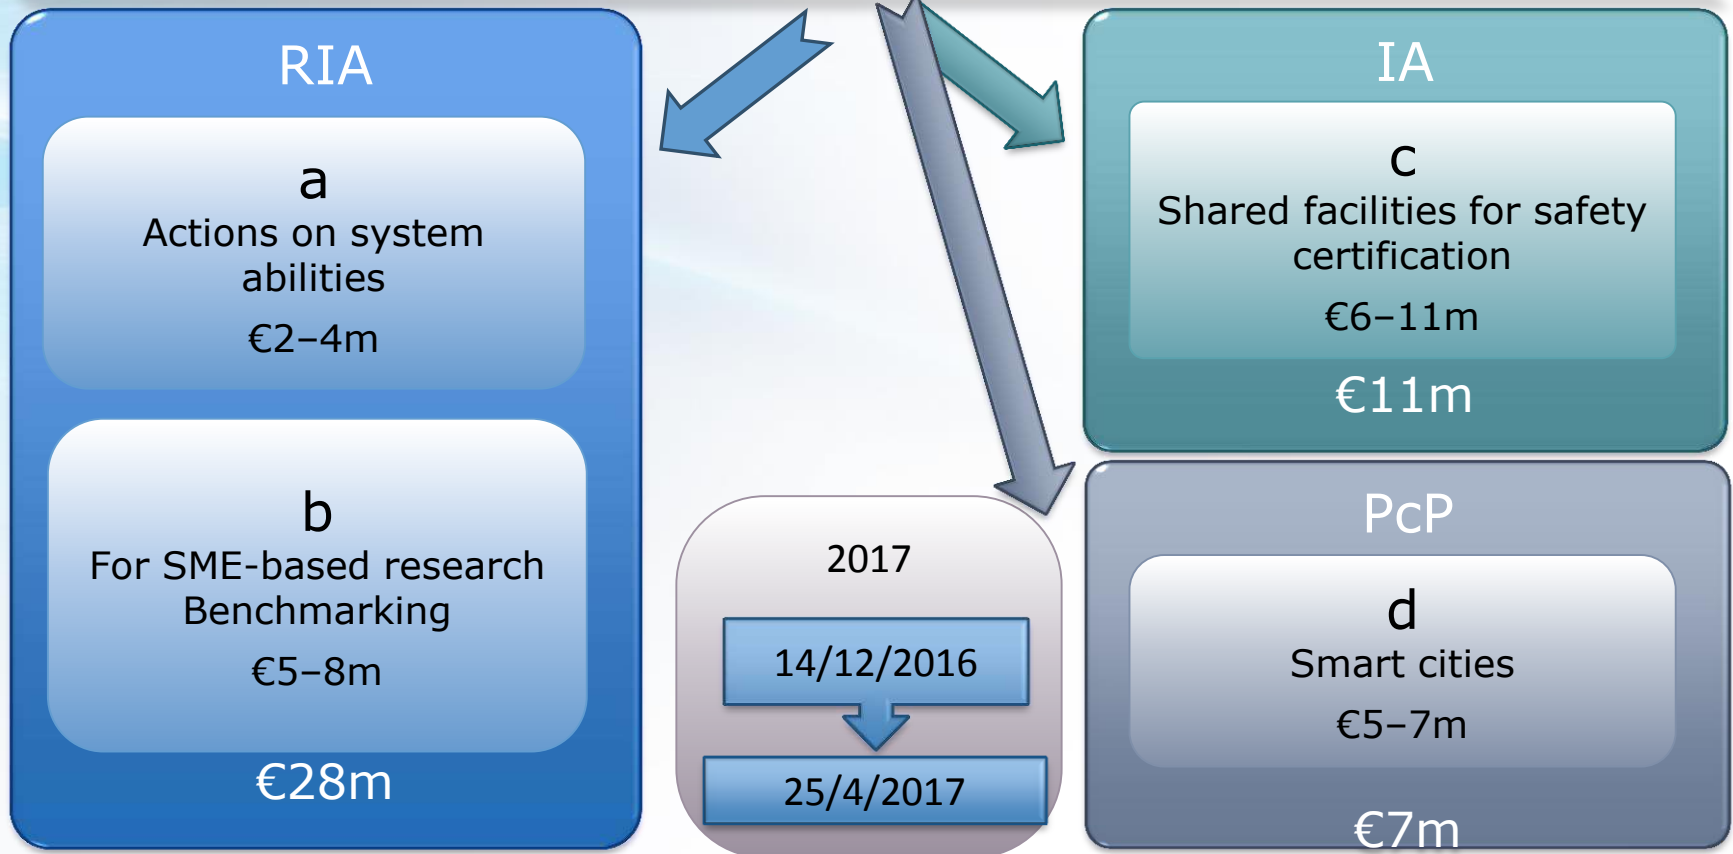 RIA
a
Actions on system
abilities
€2–4m
b
For SME-based research
Benchmarking
€5–8m
€28m
2017
14/12/2016
25/4/2017
IA
c
Shared facilities for safety
certification
€6–11m
€11m
PcP
d
Smart cities
€5–7m
€7m